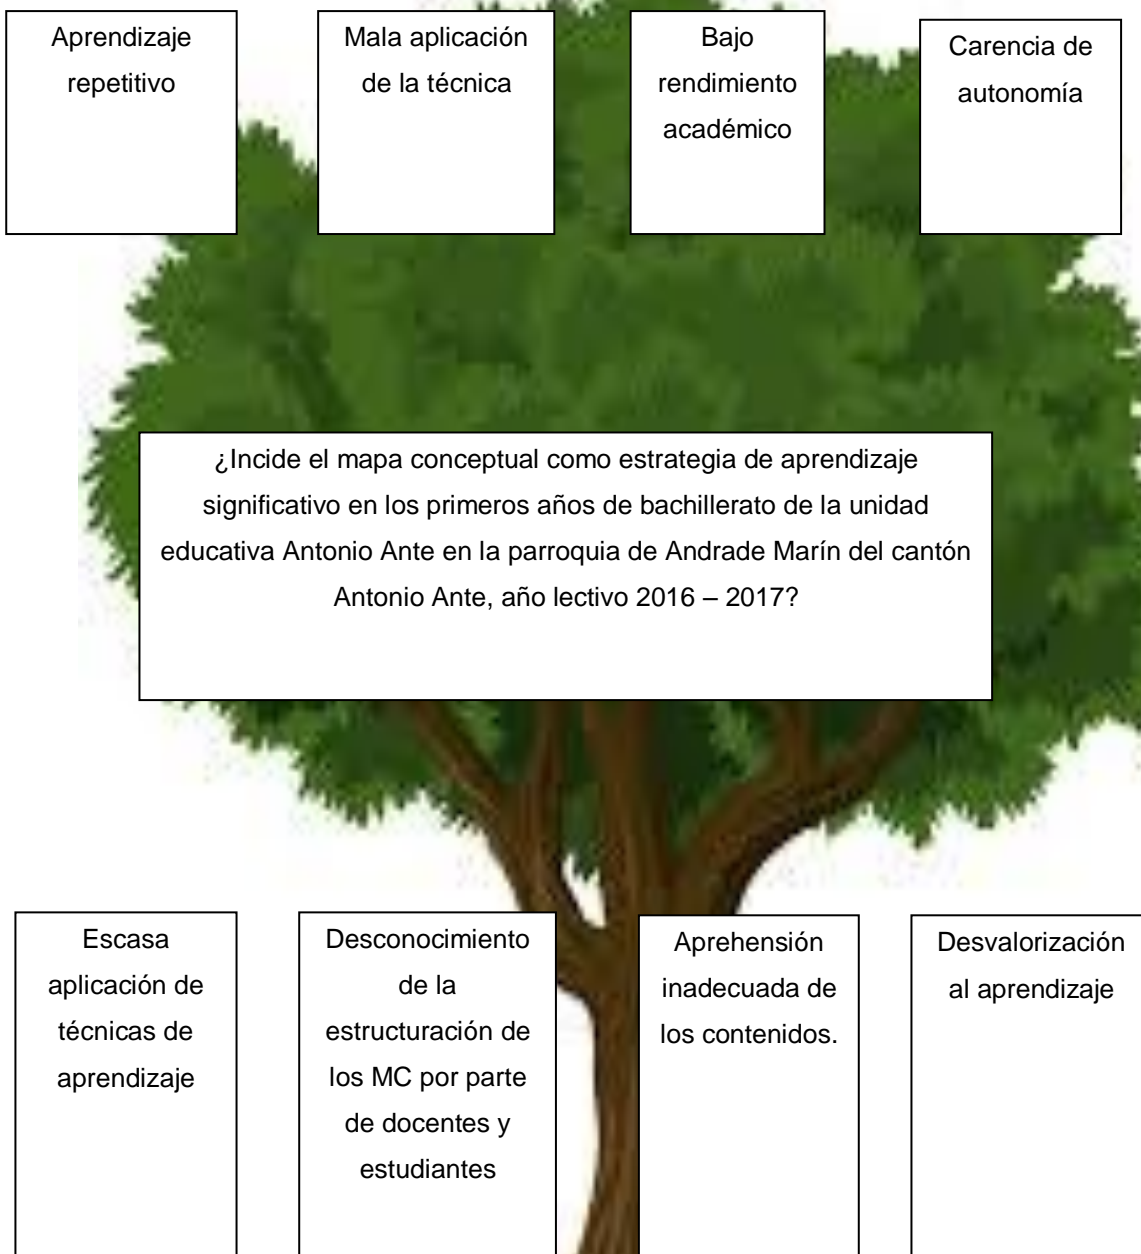 Aprendizaje
repetitivo
Mala aplicación
de la técnica
Bajo
rendimiento
académico
Carencia de
autonomía
¿Incide el mapa conceptual como estrategia de aprendizaje
significativo en los primeros años de bachillerato de la unidad
educativa Antonio Ante en la parroquia de Andrade Marín del cantón
Antonio Ante, año lectivo 2016 – 2017?
Escasa
aplicación de
técnicas de
aprendizaje
Desconocimiento
de la
estructuración de
los MC por parte
de docentes y
estudiantes
Aprehensión
inadecuada de
los contenidos.
Desvalorización
al aprendizaje